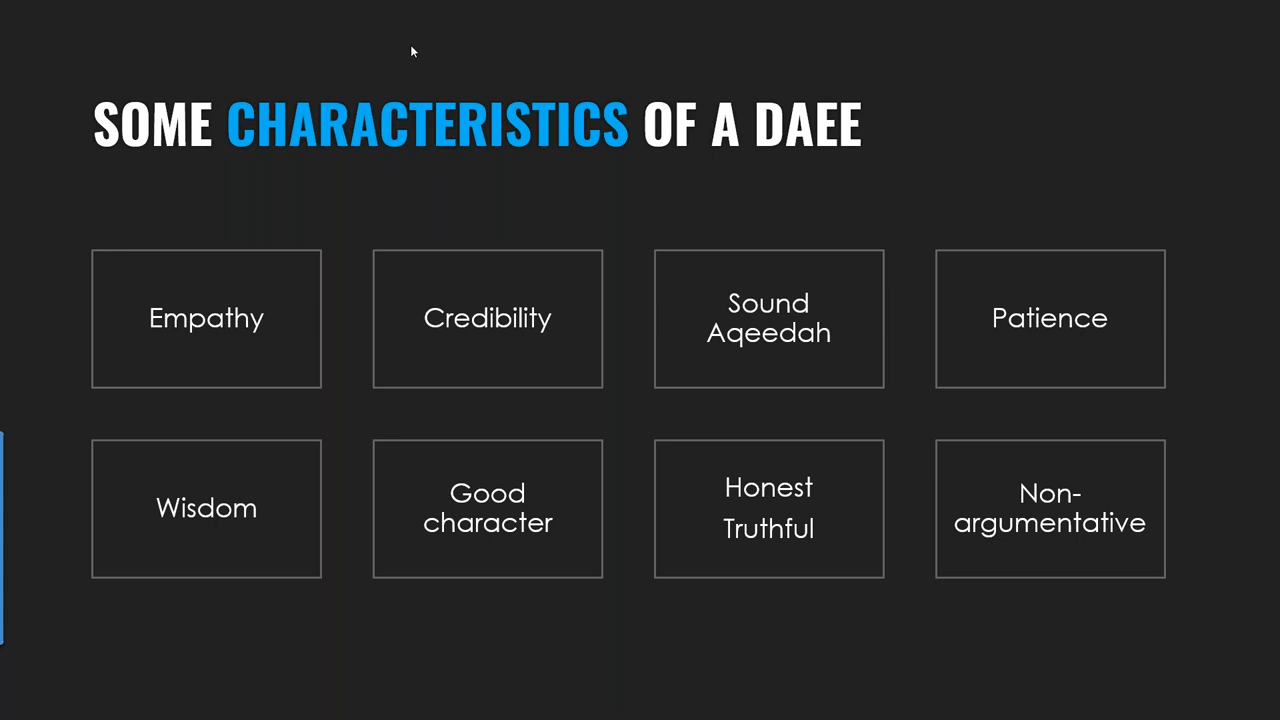 SOME CHARACTERISTICS OF A DAEE
Empathy
Credibility
Sound
Aqeedah
Patience
Wisdom
Good
character
Honest
Truthful
Non-
argumentative